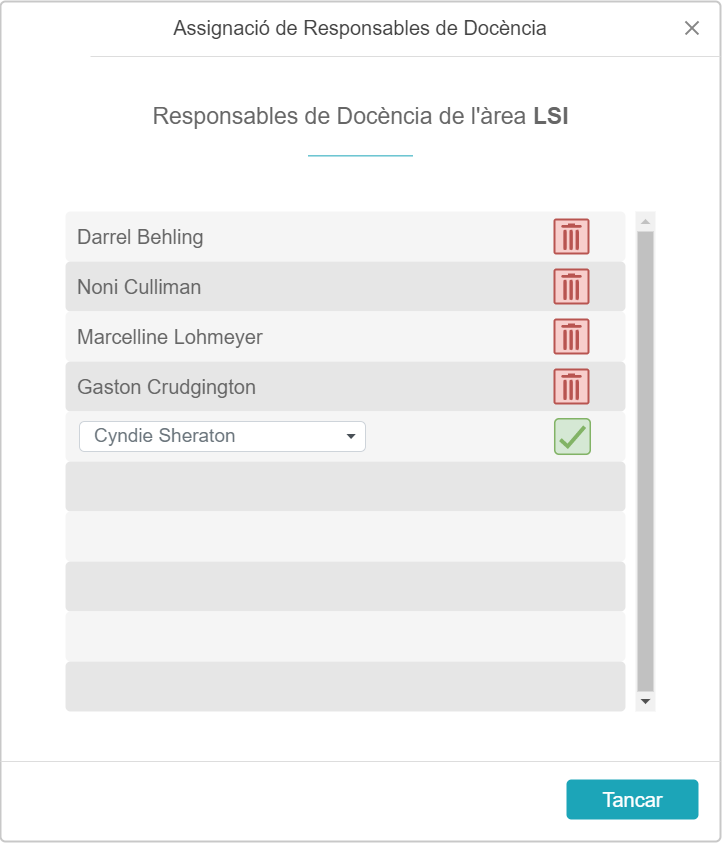 Assignació de Responsables de Docència
Responsables de Docència de l'àrea LSI
Darrel Behling
Noni Culliman
Marcelline Lohmeyer
Gaston Crudgington
Cyndie Sheraton
Tancar